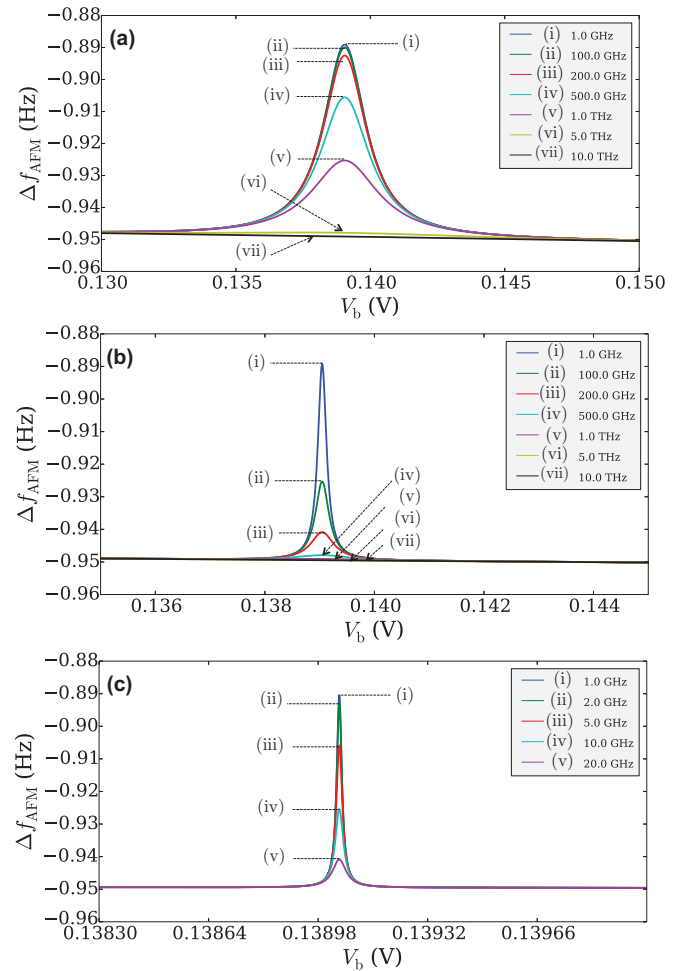 (a)
Δf_AFM (Hz)
−0.88
−0.89
−0.90
−0.91
−0.92
−0.93
−0.94
−0.95
−0.96
(i)
(ii)
(iii)
(iv)
(v)
(vi)
(vii)
(i) 1.0 GHz
(ii) 100.0 GHz
(iii) 200.0 GHz
(iv) 500.0 GHz
(v) 1.0 THz
(vi) 5.0 THz
(vii) 10.0 THz
0.130 0.135 0.140 0.145 0.150
V_b (V)
(b)
Δf_AFM (Hz)
−0.88
−0.89
−0.90
−0.91
−0.92
−0.93
−0.94
−0.95
−0.96
(i)
(ii)
(iii)
(iv)
(v)
(vi)
(vii)
(i) 1.0 GHz
(ii) 100.0 GHz
(iii) 200.0 GHz
(iv) 500.0 GHz
(v) 1.0 THz
(vi) 5.0 THz
(vii) 10.0 THz
0.136 0.138 0.140 0.142 0.144
V_b (V)
(c)
Δf_AFM (Hz)
−0.88
−0.89
−0.90
−0.91
−0.92
−0.93
−0.94
−0.95
−0.96
(i)
(ii)
(iii)
(iv)
(v)
(i) 1.0 GHz
(ii) 2.0 GHz
(iii) 5.0 GHz
(iv) 10.0 GHz
(v) 20.0 GHz
0.13830 0.13864 0.13898 0.13932 0.13966
V_b (V)